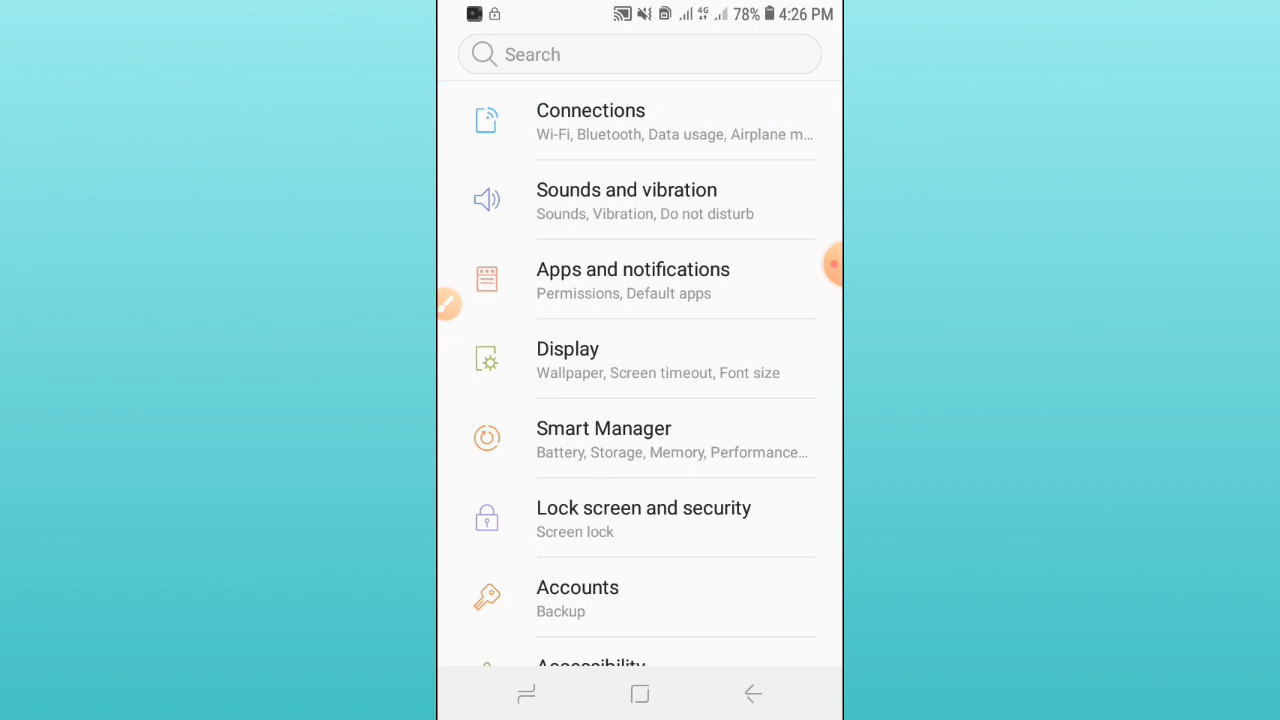 4G 78% 4:26 PM
Search
Connections
Wi-Fi, Bluetooth, Data usage, Airplane m...
Sounds and vibration
Sounds, Vibration, Do not disturb
Apps and notifications
Permissions, Default apps
Display
Wallpaper, Screen timeout, Font size
Smart Manager
Battery, Storage, Memory, Performance...
Lock screen and security
Screen lock
Accounts
Backup
Accessibility